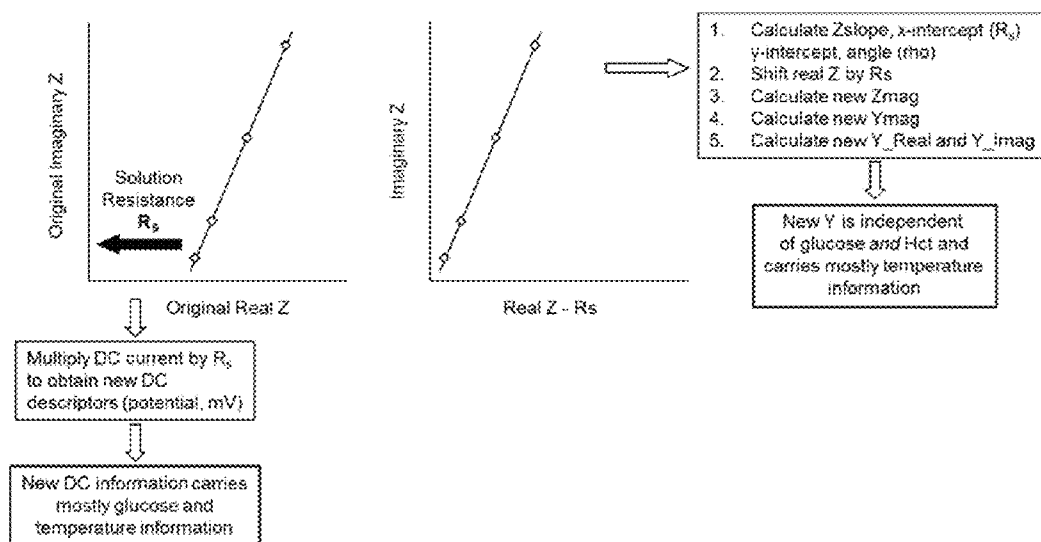 Original Imaginary Z
Solution
Resistance
Rs
Original Real Z
Multiply DC current by Rs
to obtain new DC
descriptors (potential, mV)
New DC information carries
mostly glucose and
temperature information
Imaginary Z
Real Z - Rs
1. Calculate Zslope, x-intercept (Rs)
y-intercept, angle (rho)
2. Shift real Z by Rs
3. Calculate new Zmag
4. Calculate new Ymag
5. Calculate new Y_Real and Y_Imag
New Y is independent
of glucose and Hct and
carries mostly temperature
information